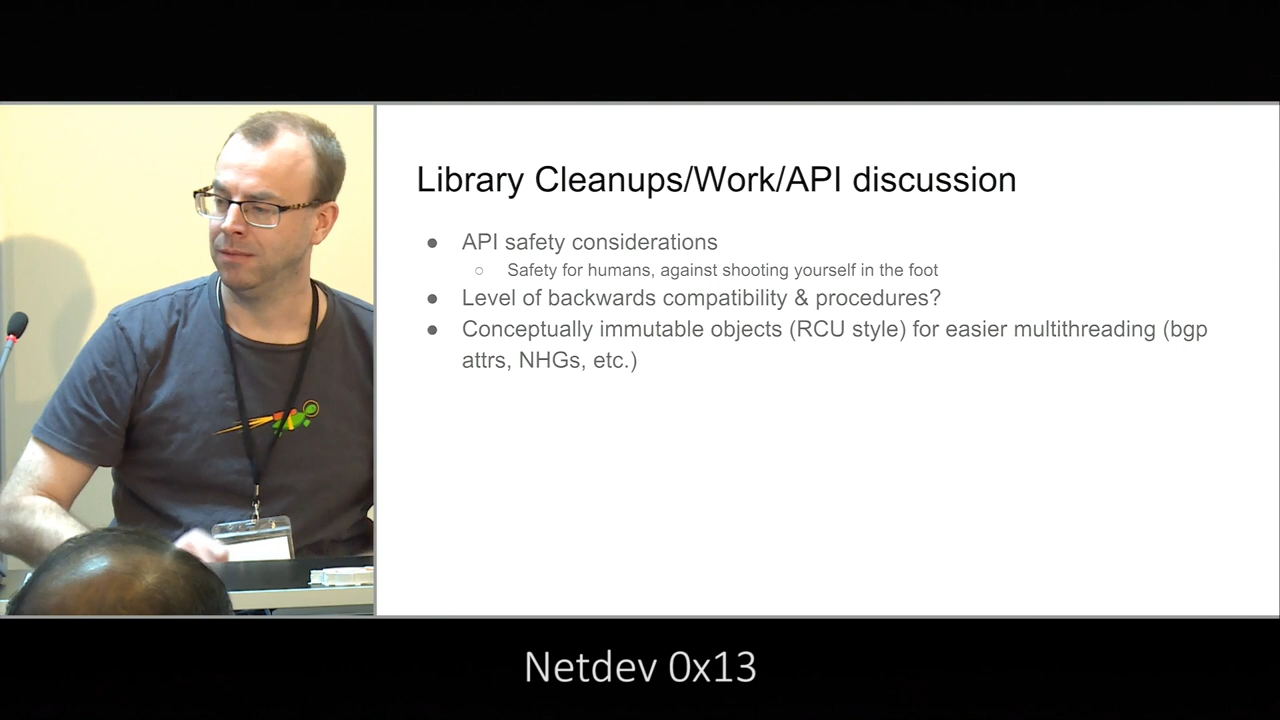 Library Cleanups/Work/API discussion
● API safety considerations
○ Safety for humans, against shooting yourself in the foot
● Level of backwards compatibility & procedures?
● Conceptually immutable objects (RCU style) for easier multithreading (bgp
attrs, NHGs, etc.)
Netdev 0x13